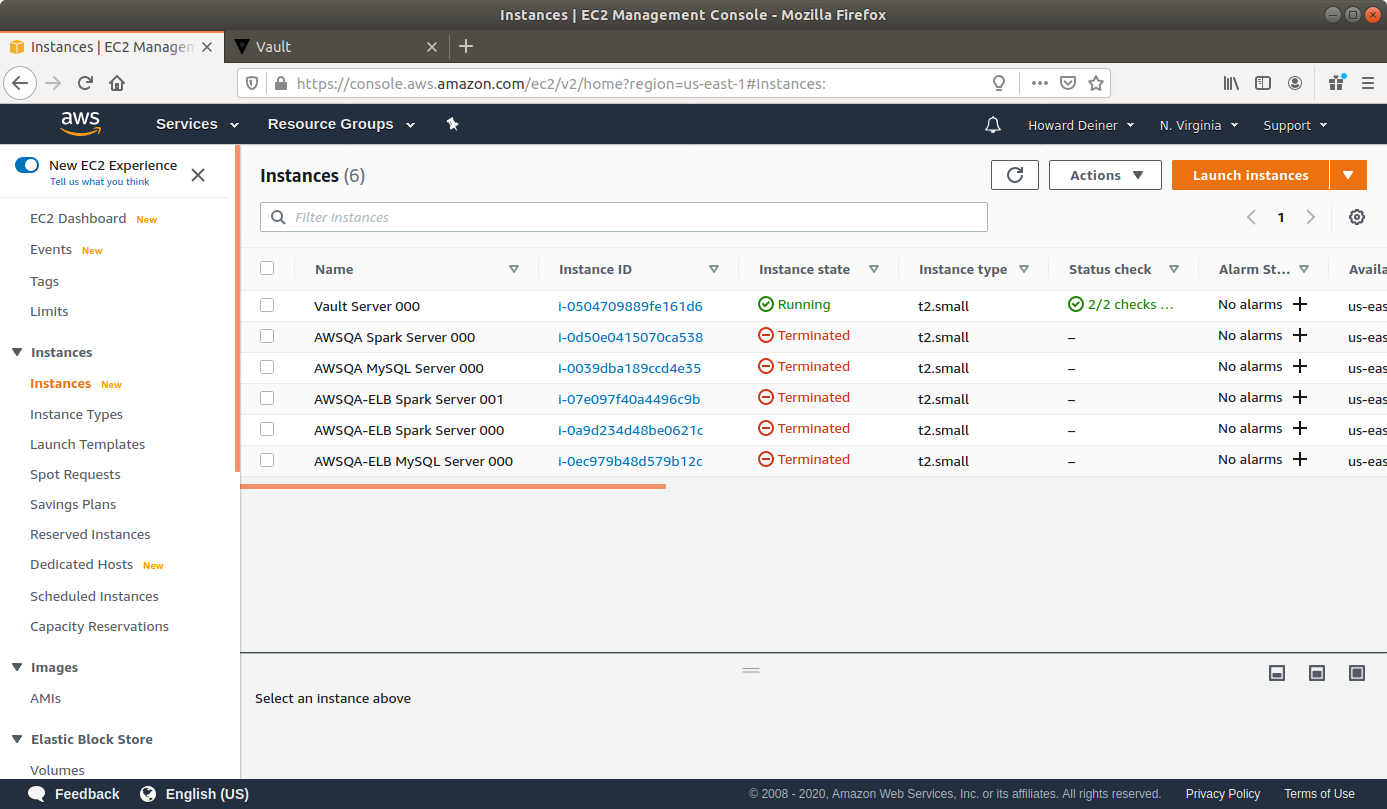 Instances | EC2 Management Console - Mozilla Firefox
Instances | EC2 Managem
Vault
https://console.aws.amazon.com/ec2/v2/home?region=us-east-1#Instances:
aws
Services
Resource Groups
Howard Deiner
N. Virginia
Support
New EC2 Experience
Tell us what you think
EC2 Dashboard New
Events New
Tags
Limits
Instances
Instances New
Instance Types
Launch Templates
Spot Requests
Savings Plans
Reserved Instances
Dedicated Hosts New
Scheduled Instances
Capacity Reservations
Images
AMIs
Elastic Block Store
Volumes
Instances (6)
Actions
Launch instances
Filter instances
1
Name Instance ID Instance state Instance type Status check Alarm St... Availa
Vault Server 000 i-0504709889fe161d6 Running t2.small 2/2 checks ... No alarms us-eas
AWSQA Spark Server 000 i-0d50e0415070ca538 Terminated t2.small – No alarms us-eas
AWSQA MySQL Server 000 i-0039dba189ccd4e35 Terminated t2.small – No alarms us-eas
AWSQA-ELB Spark Server 001 i-07e097f40a4496c9b Terminated t2.small – No alarms us-eas
AWSQA-ELB Spark Server 000 i-0a9d234d48be0621c Terminated t2.small – No alarms us-eas
AWSQA-ELB MySQL Server 000 i-0ec979b48d579b12c Terminated t2.small – No alarms us-eas
Select an instance above
Feedback
English (US)
© 2008 - 2020, Amazon Web Services, Inc. or its affiliates. All rights reserved.
Privacy Policy
Terms of Use